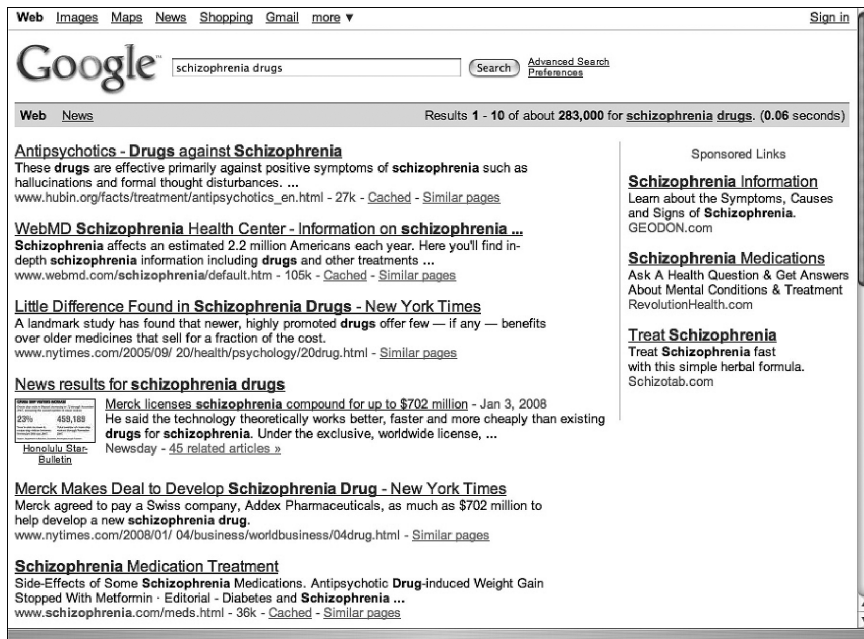 Web Images Maps News Shopping Gmail more ▼
Sign in
Google™
schizophrenia drugs
Search
Advanced Search
Preferences
Web News
Results 1 - 10 of about 283,000 for schizophrenia drugs. (0.06 seconds)
Antipsychotics - Drugs against Schizophrenia
These drugs are effective primarily against positive symptoms of schizophrenia such as
hallucinations and formal thought disturbances. ...
www.hubin.org/facts/treatment/antipsychotics_en.html - 27k - Cached - Similar pages
WebMD Schizophrenia Health Center - Information on schizophrenia ...
Schizophrenia affects an estimated 2.2 million Americans each year. Here you'll find in-
depth schizophrenia information including drugs and other treatments ...
www.webmd.com/schizophrenia/default.htm - 105k - Cached - Similar pages
Little Difference Found in Schizophrenia Drugs - New York Times
A landmark study has found that newer, highly promoted drugs offer few — if any — benefits
over older medicines that sell for a fraction of the cost.
www.nytimes.com/2005/09/ 20/health/psychology/20drug.html - Similar pages
News results for schizophrenia drugs
23% 459,185
Honolulu Star-
Bulletin
Merck licenses schizophrenia compound for up to $702 million - Jan 3, 2008
He said the technology theoretically works better, faster and more cheaply than existing
drugs for schizophrenia. Under the exclusive, worldwide license, ...
Newsday - 45 related articles »
Merck Makes Deal to Develop Schizophrenia Drug - New York Times
Merck agreed to pay a Swiss company, Addex Pharmaceuticals, as much as $702 million to
help develop a new schizophrenia drug.
www.nytimes.com/2008/01/ 04/business/worldbusiness/04drug.html - Similar pages
Schizophrenia Medication Treatment
Side-Effects of Some Schizophrenia Medications. Antipsychotic Drug-induced Weight Gain
Stopped With Metformin · Editorial - Diabetes and Schizophrenia ...
www.schizophrenia.com/meds.html - 36k - Cached - Similar pages
Sponsored Links
Schizophrenia Information
Learn about the Symptoms, Causes
and Signs of Schizophrenia.
GEODON.com
Schizophrenia Medications
Ask A Health Question & Get Answers
About Mental Conditions & Treatment
RevolutionHealth.com
Treat Schizophrenia
Treat Schizophrenia fast
with this simple herbal formula.
Schizotab.com